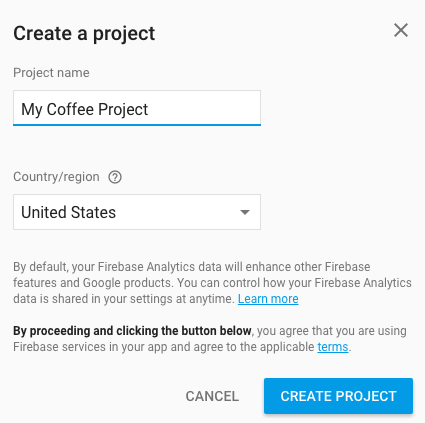 Create a project
Project name
My Coffee Project
Country/region
United States
By default, your Firebase Analytics data will enhance other Firebase
features and Google products. You can control how your Firebase Analytics
data is shared in your settings at anytime. Learn more
By proceeding and clicking the button below, you agree that you are using
Firebase services in your app and agree to the applicable terms.
CANCEL
CREATE PROJECT